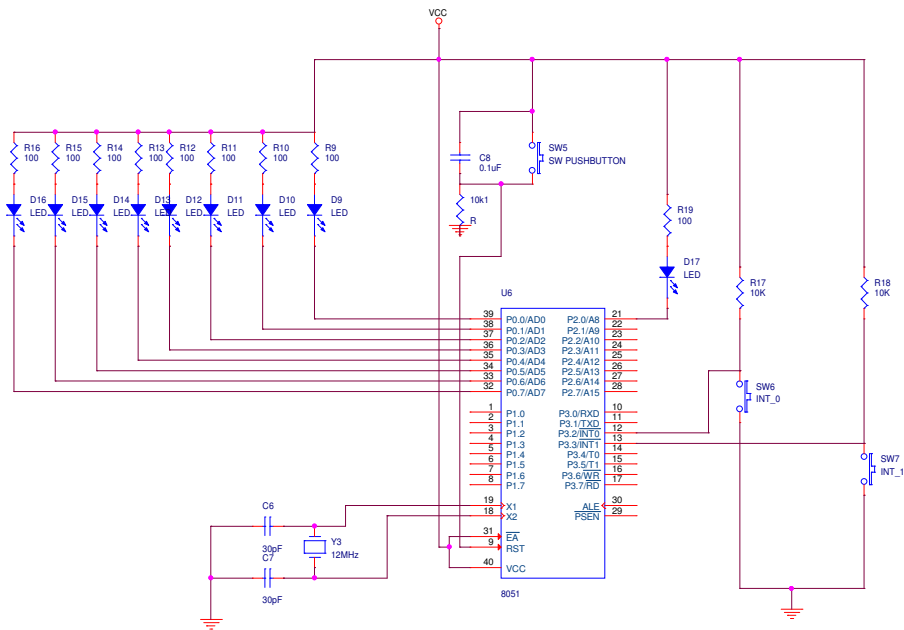 VCC
R16
100
R15
100
R14
100
R13
100
R12
100
R11
100
R10
100
R9
100
D16
LED
D15
LED
D14
LED
D13
LED
D12
LED
D11
LED
D10
LED
D9
LED
C8
0.1uF
SW5
SW PUSHBUTTON
10k1
R
R19
100
D17
LED
R17
10K
R18
10K
U6
39 P0.0/AD0 P2.0/A8 21
38 P0.1/AD1 P2.1/A9 22
37 P0.2/AD2 P2.2/A10 23
36 P0.3/AD3 P2.3/A11 24
35 P0.4/AD4 P2.4/A12 25
34 P0.5/AD5 P2.5/A13 26
33 P0.6/AD6 P2.6/A14 27
32 P0.7/AD7 P2.7/A15 28
1 P1.0 P3.0/RXD 10
2 P1.1 P3.1/TXD 11
3 P1.2 P3.2/INT0 12
4 P1.3 P3.3/INT1 13
5 P1.4 P3.4/T0 14
6 P1.5 P3.5/T1 15
7 P1.6 P3.6/WR 16
8 P1.7 P3.7/RD 17
19 X1 ALE 30
18 X2 PSEN 29
31 EA
9 RST
40 VCC
8051
SW6
INT_0
SW7
INT_1
C6
30pF
Y3
12MHz
C7
30pF